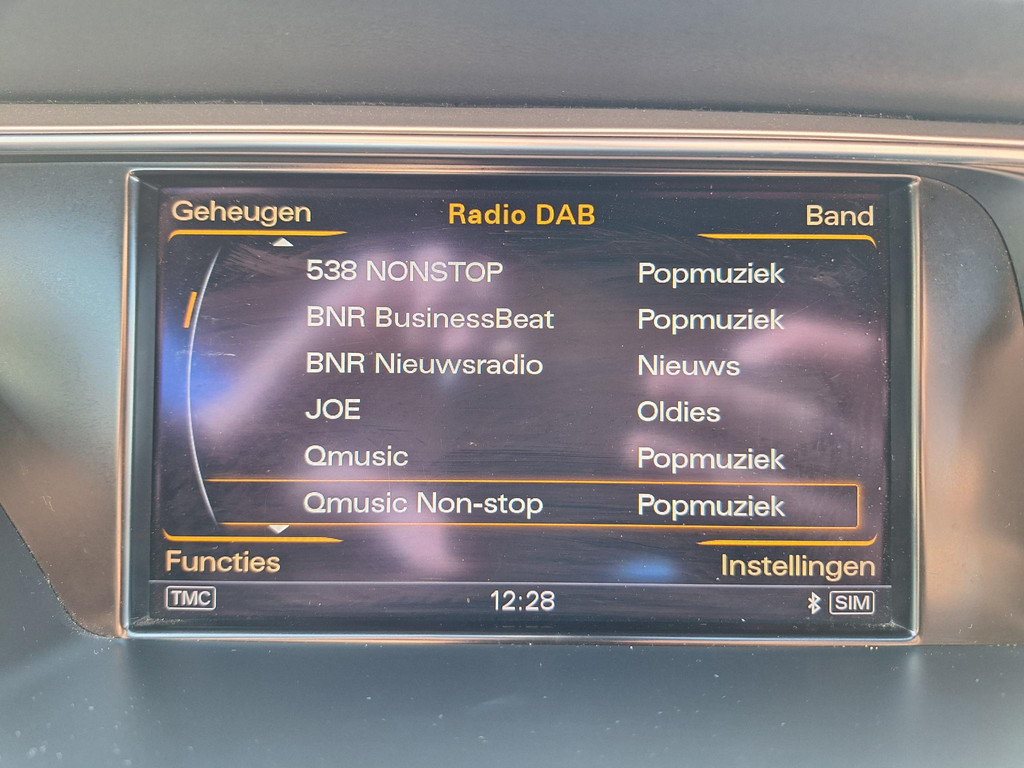 Geheugen Radio DAB Band
538 NONSTOP Popmuziek
BNR BusinessBeat Popmuziek
BNR Nieuwsradio Nieuws
JOE Oldies
Qmusic Popmuziek
Qmusic Non-stop Popmuziek
Functies Instellingen
TMC 12:28 SIM